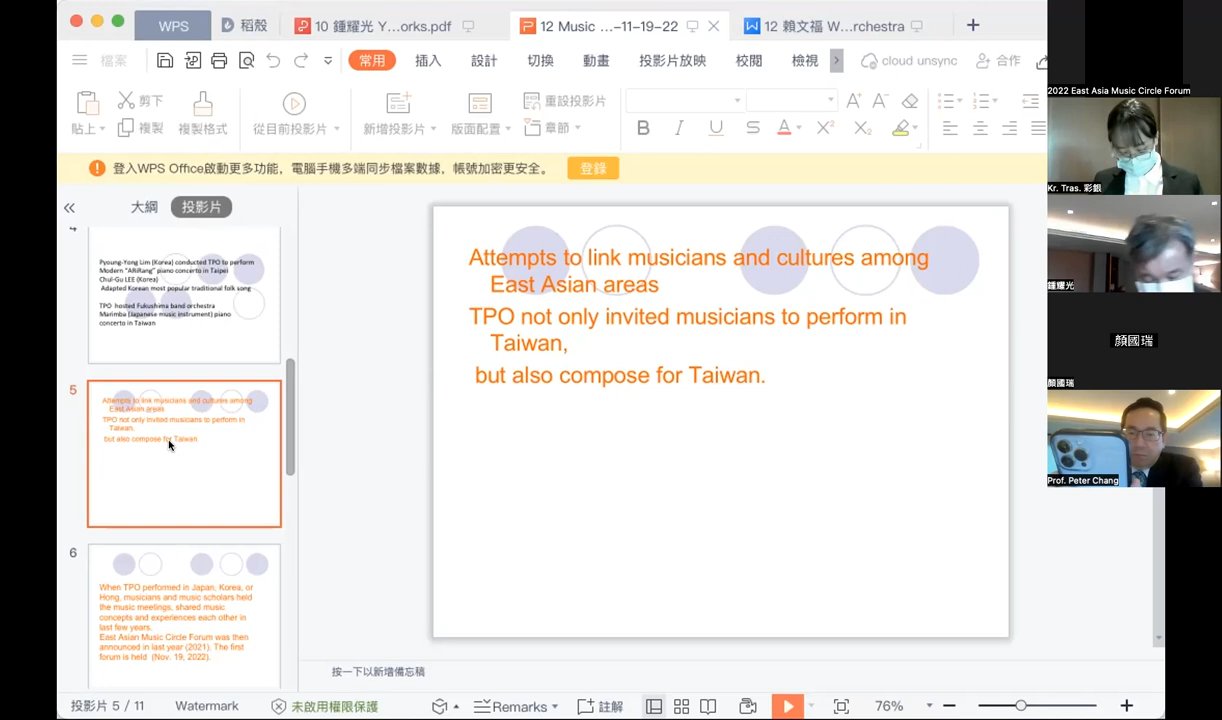 WPS
稻殼
10 鍾耀光 Y…orks.pdf
12 Music …-11-19-22
12 賴文福 W…rchestra
2022 East Asia Music Circle Forum
檔案
常用
插入
設計
切換
動畫
投影片放映
校閱
檢視
cloud unsync
合作
貼上
剪下
複製
複製格式
從目前投影片
新增投影片
版面配置
重設投影片
章節
登入WPS Office啟動更多功能，電腦手機多端同步檔案數據，帳號加密更安全。
登錄
大綱
投影片
4
Pyoung-Yong Lim (Korea) conducted TPO to perform
Modern "ARiRang" piano concerto in Taipei
Chul-Gu LEE (Korea)
Adapted Korean most popular traditional folk song
TPO hosted Fukushima band orchestra
Marimba (Japanese music instrument) piano
concerto in Taiwan
5
Attempts to link musicians and cultures among
East Asian areas
TPO not only invited musicians to perform in
Taiwan,
but also compose for Taiwan
6
When TPO performed in Japan, Korea, or
Hong, musicians and music scholars held
the music meetings, shared music
concepts and experiences each other in
last few years.
East Asian Music Circle Forum was then
announced in last year (2021). The first
forum is held (Nov. 19, 2022).
Attempts to link musicians and cultures among
East Asian areas
TPO not only invited musicians to perform in
Taiwan,
but also compose for Taiwan.
Kr. Tras. 彩銀
鍾耀光
顏國瑞
顏國瑞
Prof. Peter Chang
按一下以新增備忘稿
投影片 5 / 11
Watermark
未啟用權限保護
Remarks
註解
76%